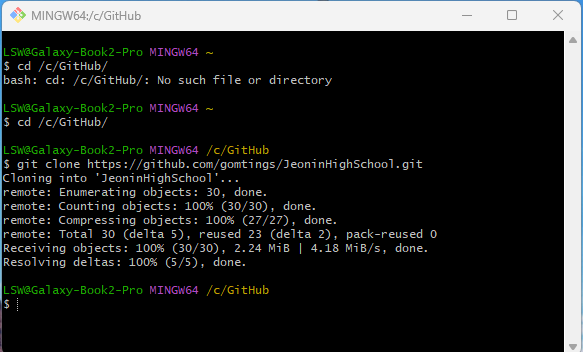 MINGW64:/c/GitHub
LSW@Galaxy-Book2-Pro MINGW64 ~
$ cd /c/GitHub/
bash: cd: /c/GitHub/: No such file or directory
LSW@Galaxy-Book2-Pro MINGW64 ~
$ cd /c/GitHub/
LSW@Galaxy-Book2-Pro MINGW64 /c/GitHub
$ git clone https://github.com/gomtings/JeoninHighSchool.git
Cloning into 'JeoninHighSchool'...
remote: Enumerating objects: 30, done.
remote: Counting objects: 100% (30/30), done.
remote: Compressing objects: 100% (27/27), done.
remote: Total 30 (delta 5), reused 23 (delta 2), pack-reused 0
Receiving objects: 100% (30/30), 2.24 MiB | 4.18 MiB/s, done.
Resolving deltas: 100% (5/5), done.
LSW@Galaxy-Book2-Pro MINGW64 /c/GitHub
$